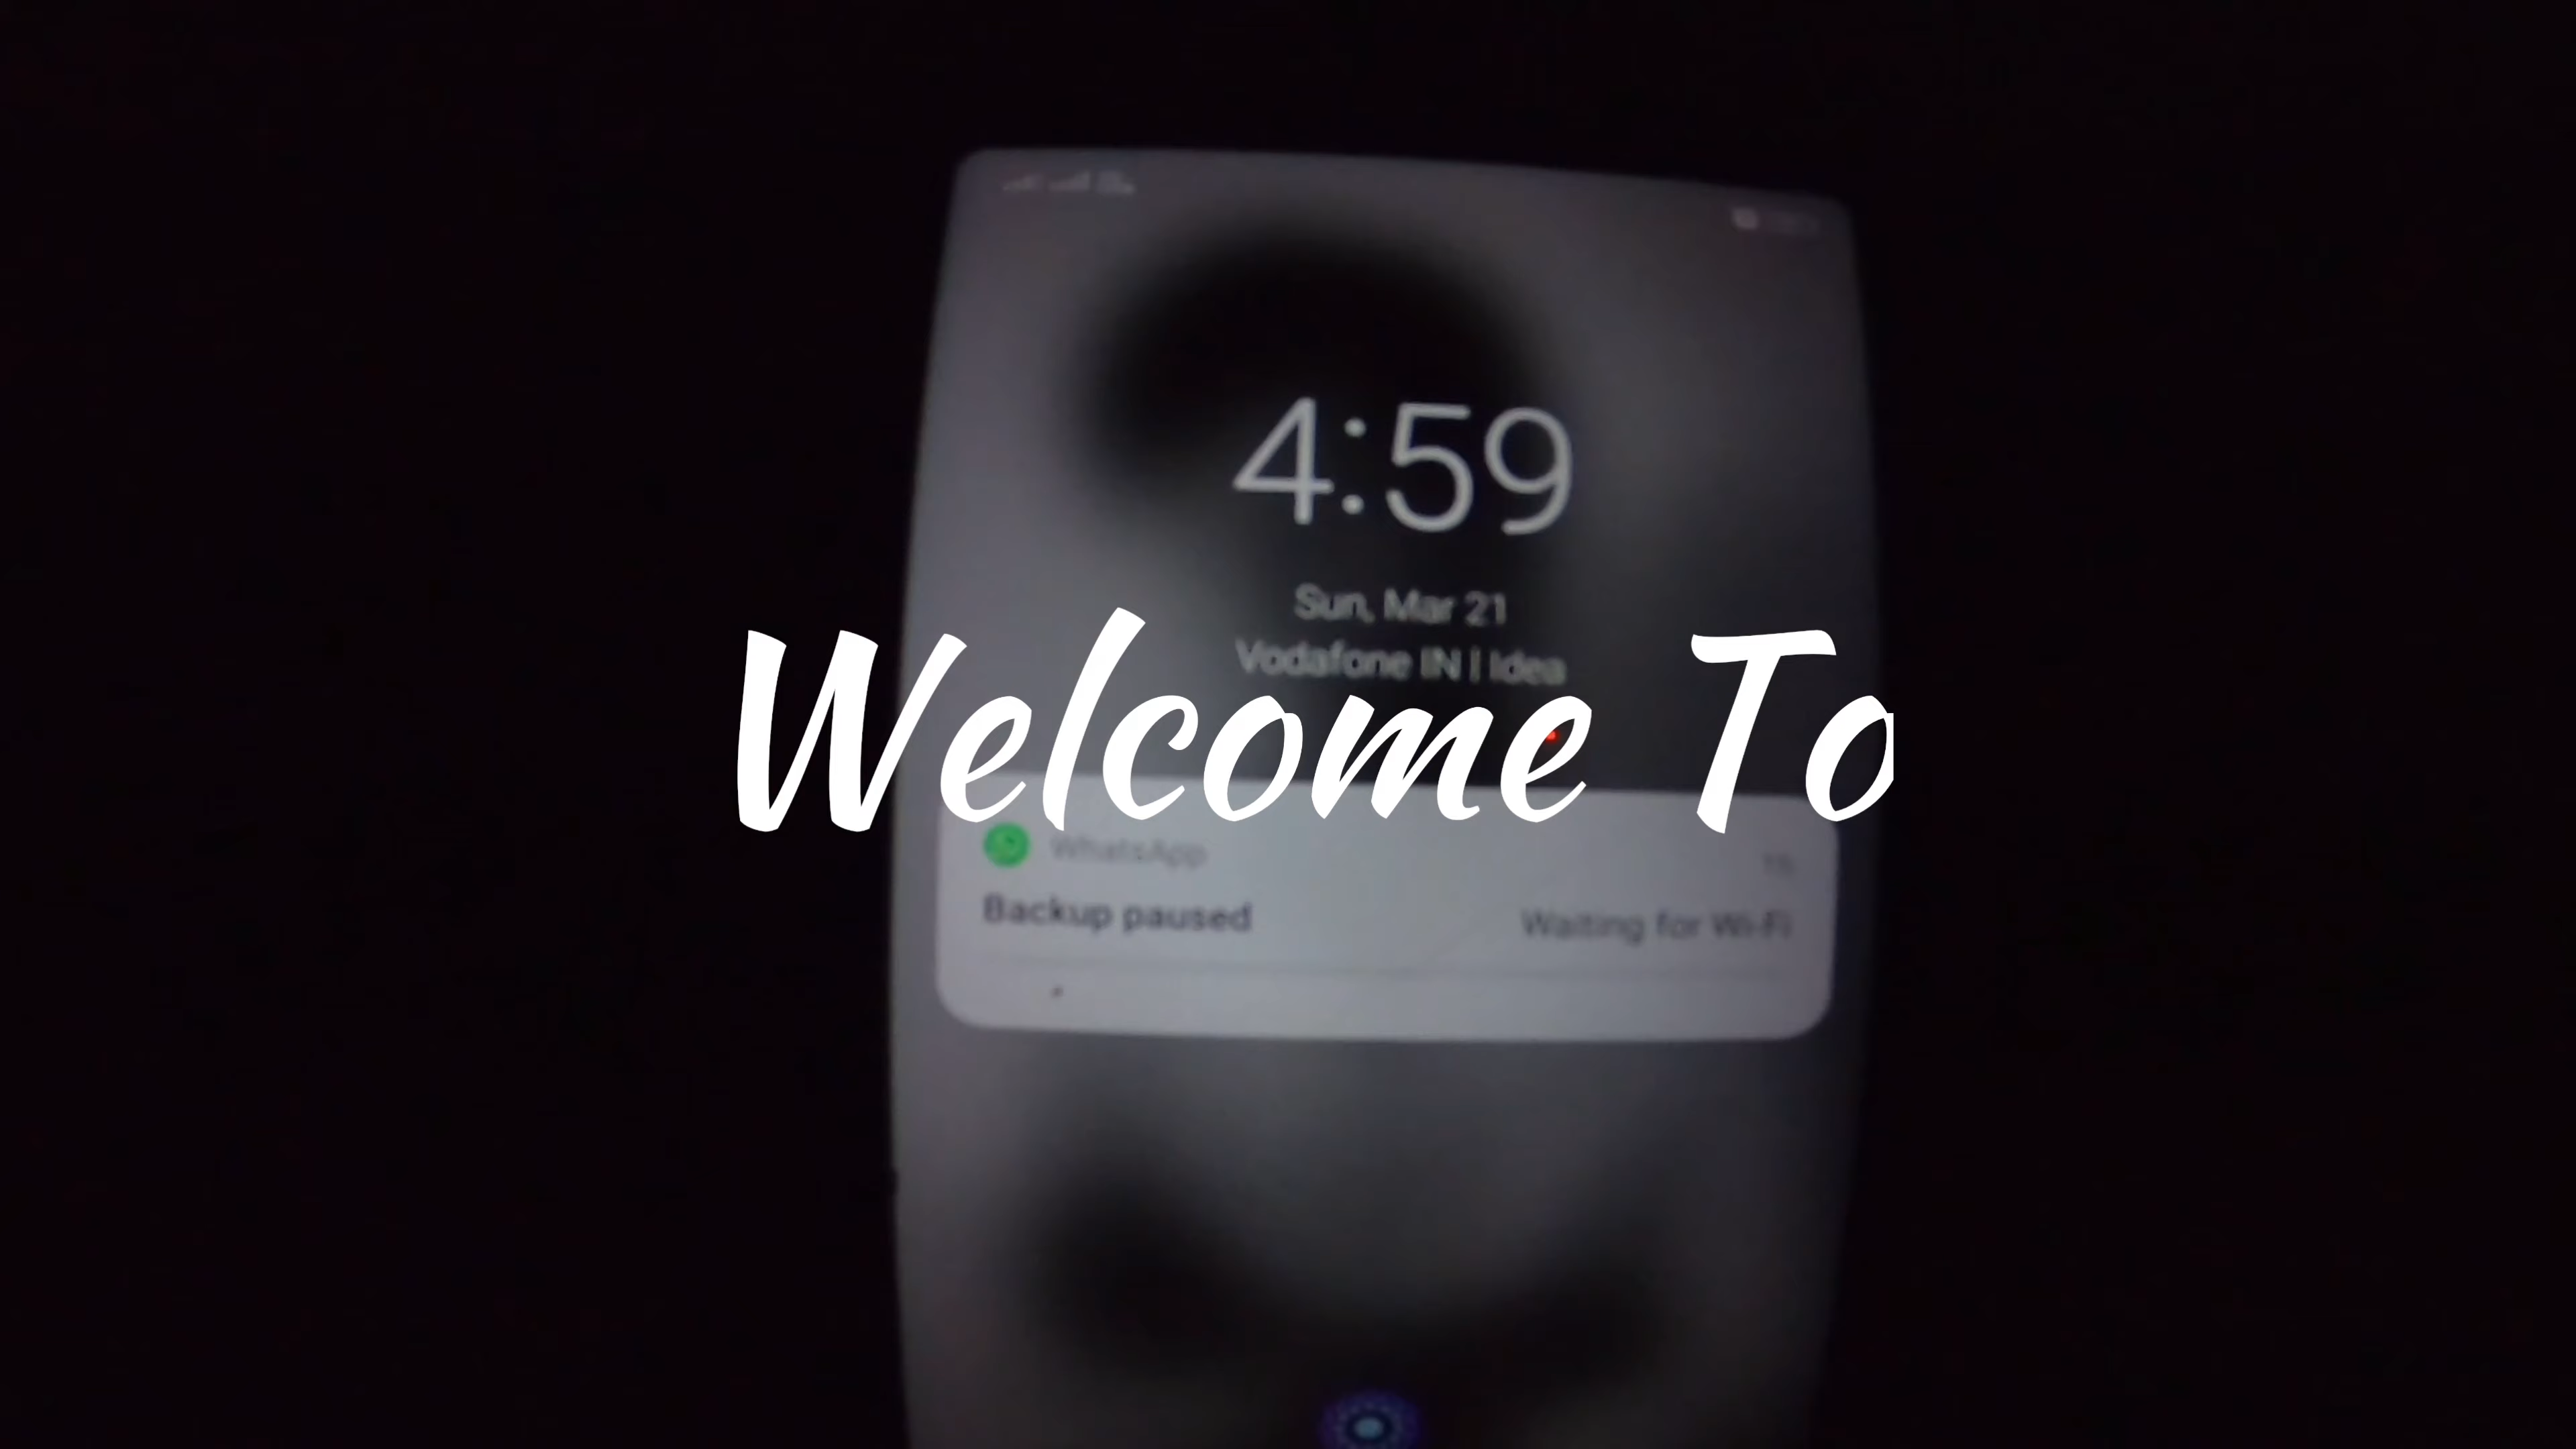 4:59
Sun, Mar 21
Vodafone IN | Idea
Welcome To
WhatsApp
Backup paused Waiting for Wi-Fi